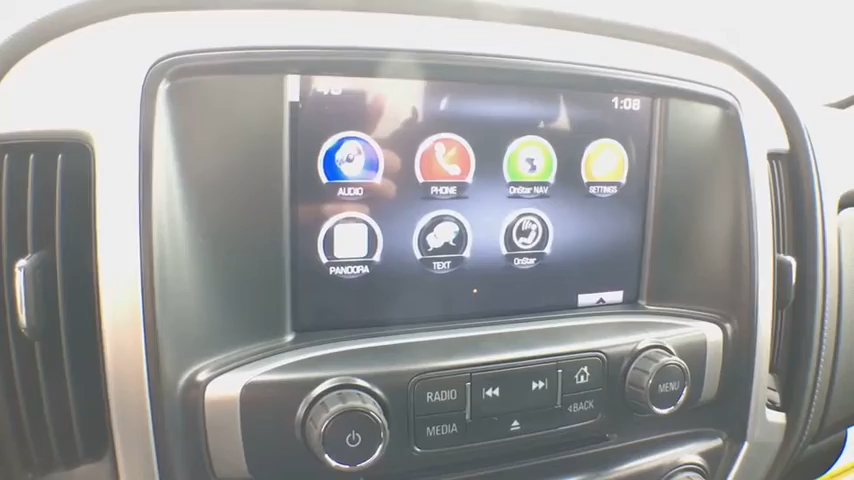 1:08
AUDIO PHONE OnStar NAV SETTINGS
PANDORA TEXT OnStar
RADIO
MEDIA
BACK
MENU